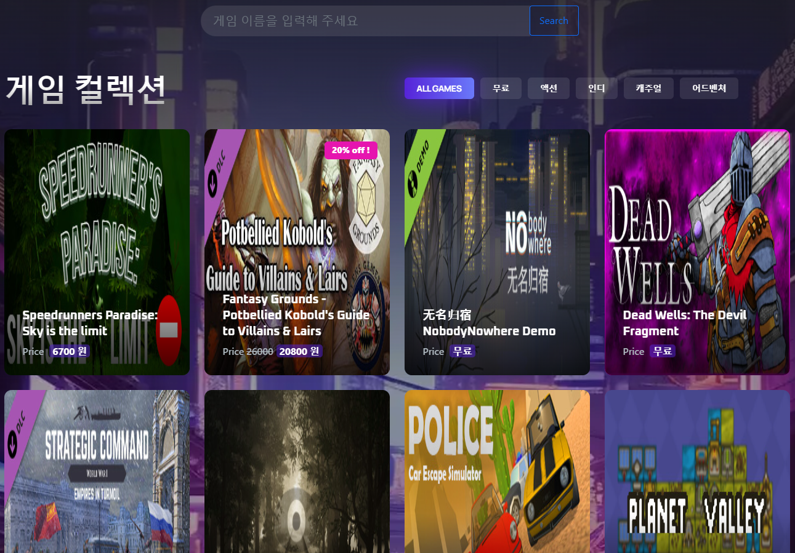 게임 이름을 입력해 주세요
Search
게임 컬렉션
ALL GAMES
무료
액션
인디
캐주얼
어드벤처
SPEEDRUNNER'S
PARADISE:
SKY IS THE LIMIT
Speedrunners Paradise:
Sky is the limit
Price 6700 원
DLC
20% off !
FANTASY
GROUNDS
Potbellied Kobold's
Guide to Villains & Lairs
Fantasy Grounds -
Potbellied Kobold's Guide
to Villains & Lairs
Price 26000 20800 원
DEMO
NObody
where
无名归宿
无名归宿
NobodyNowhere Demo
Price 무료
DEAD
WELLS
Dead Wells: The Devil
Fragment
Price 무료
DLC
STRATEGIC COMMAND
WORLD WAR I
EMPIRES IN TURMOIL
POLICE
Car Escape Simulator
PLANET VALLEY